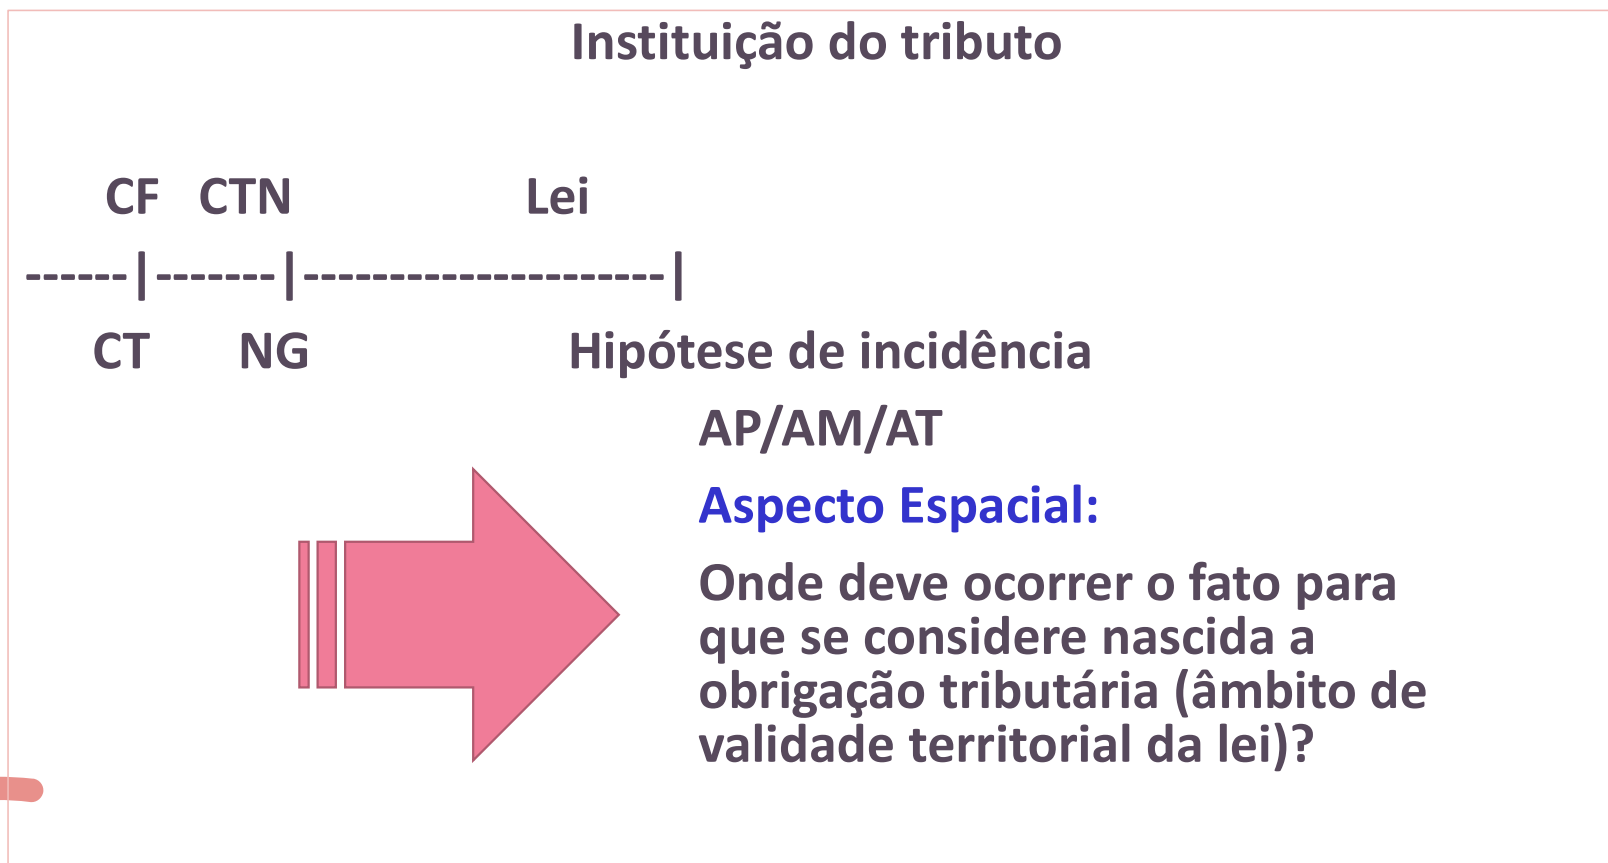 Instituição do tributo
CF CTN Lei
------|-------|---------------------|
CT NG Hipótese de incidência
AP/AM/AT
Aspecto Espacial:
Onde deve ocorrer o fato para
que se considere nascida a
obrigação tributária (âmbito de
validade territorial da lei)?